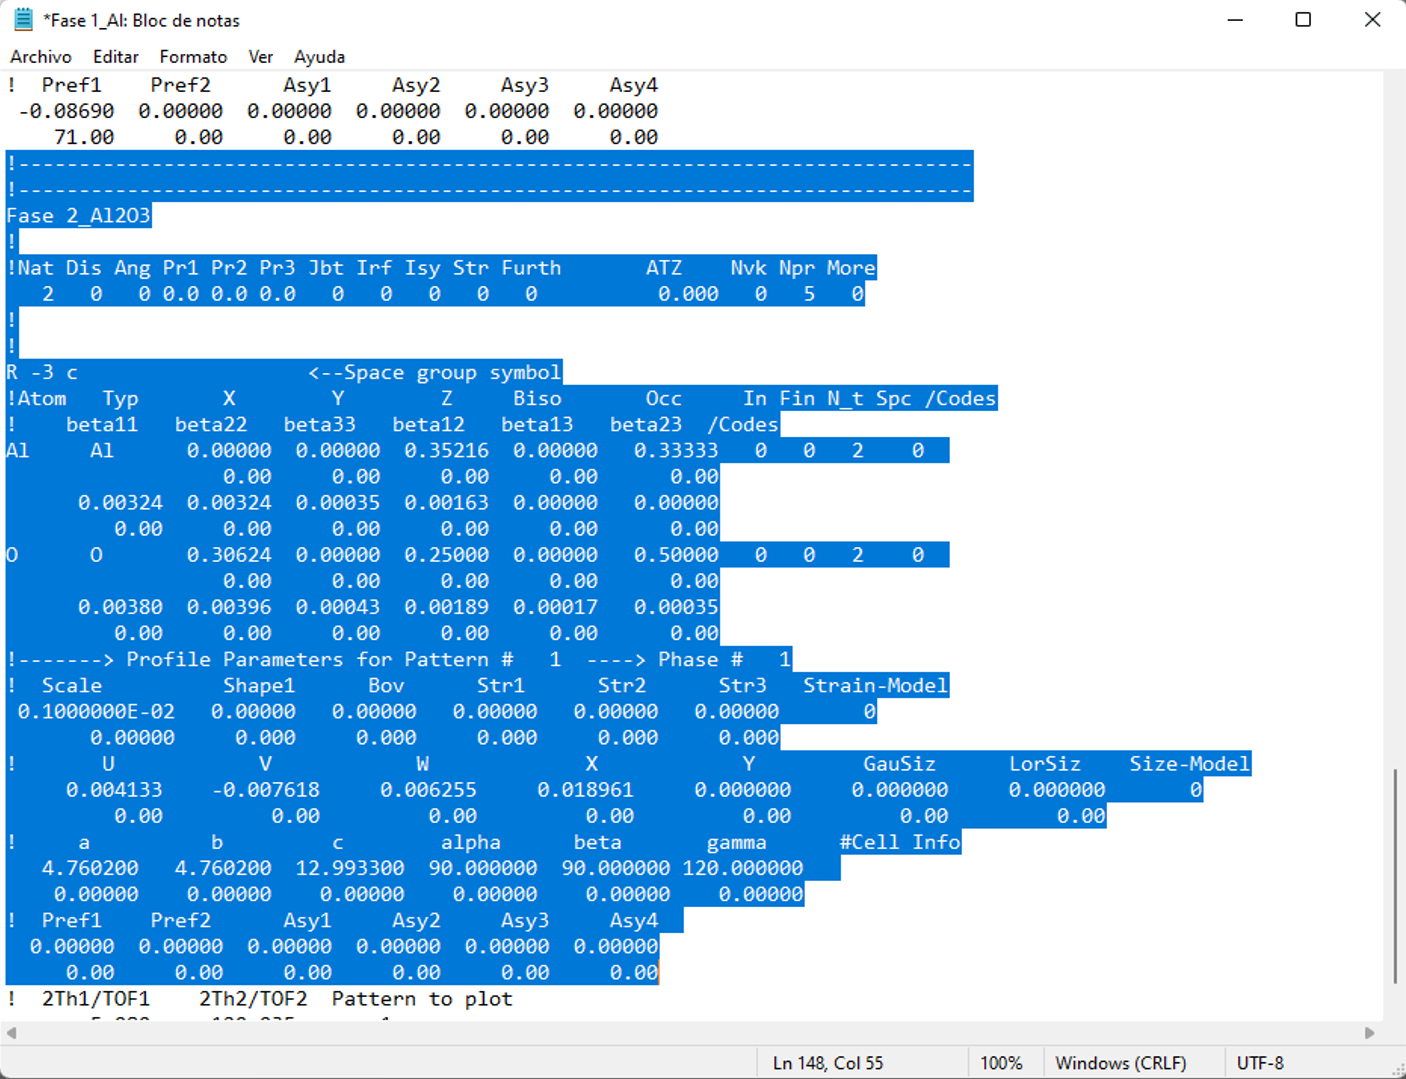 *Fase 1_Al: Bloc de notas
Archivo Editar Formato Ver Ayuda
! Pref1 Pref2 Asy1 Asy2 Asy3 Asy4
-0.08690 0.00000 0.00000 0.00000 0.00000 0.00000
71.00 0.00 0.00 0.00 0.00 0.00
!-------------------------------------------------------------------------------
!-------------------------------------------------------------------------------
Fase 2_Al2O3
!
!Nat Dis Ang Pr1 Pr2 Pr3 Jbt Irf Isy Str Furth ATZ Nvk Npr More
2 0 0 0.0 0.0 0.0 0 0 0 0 0 0.000 0 5 0
!
!
R -3 c <--Space group symbol
!Atom Typ X Y Z Biso Occ In Fin N_t Spc /Codes
! beta11 beta22 beta33 beta12 beta13 beta23 /Codes
Al Al 0.00000 0.00000 0.35216 0.00000 0.33333 0 0 2 0
0.00 0.00 0.00 0.00 0.00
0.00324 0.00324 0.00035 0.00163 0.00000 0.00000
0.00 0.00 0.00 0.00 0.00 0.00
O O 0.30624 0.00000 0.25000 0.00000 0.50000 0 0 2 0
0.00 0.00 0.00 0.00 0.00
0.00380 0.00396 0.00043 0.00189 0.00017 0.00035
0.00 0.00 0.00 0.00 0.00 0.00
!-------> Profile Parameters for Pattern # 1 ----> Phase # 1
! Scale Shape1 Bov Str1 Str2 Str3 Strain-Model
0.1000000E-02 0.00000 0.00000 0.00000 0.00000 0.00000 0
0.00000 0.000 0.000 0.000 0.000 0.000
! U V W X Y GauSiz LorSiz Size-Model
0.004133 -0.007618 0.006255 0.018961 0.000000 0.000000 0.000000 0
0.00 0.00 0.00 0.00 0.00 0.00 0.00
! a b c alpha beta gamma #Cell Info
4.760200 4.760200 12.993300 90.000000 90.000000 120.000000
0.00000 0.00000 0.00000 0.00000 0.00000 0.00000
! Pref1 Pref2 Asy1 Asy2 Asy3 Asy4
0.00000 0.00000 0.00000 0.00000 0.00000 0.00000
0.00 0.00 0.00 0.00 0.00 0.00
! 2Th1/TOF1 2Th2/TOF2 Pattern to plot
Ln 148, Col 55 100% Windows (CRLF) UTF-8